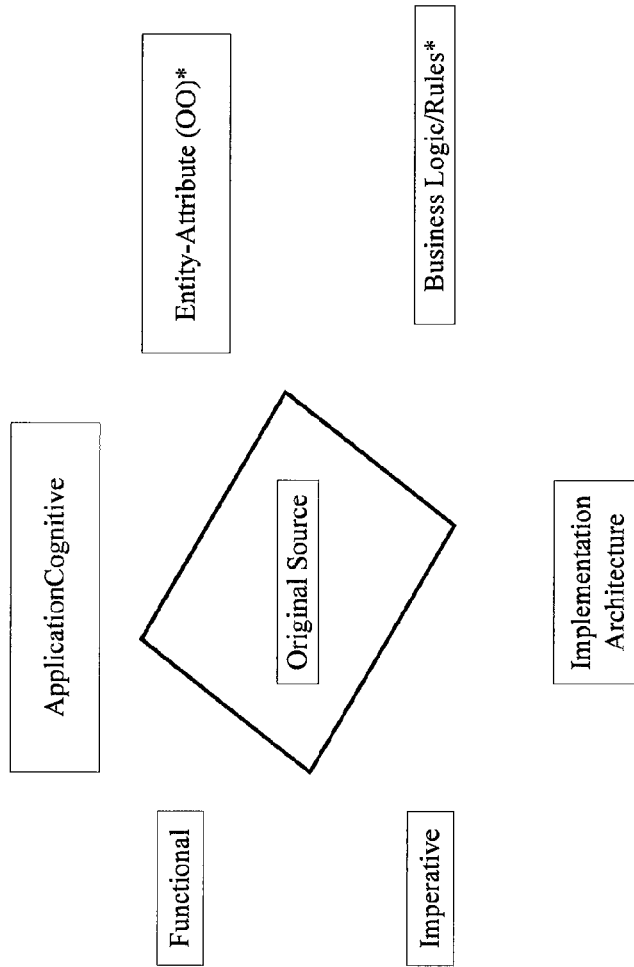 ApplicationCognitive
Functional
Entity-Attribute (OO)*
Original Source
Imperative
Business Logic/Rules*
Implementation
Architecture